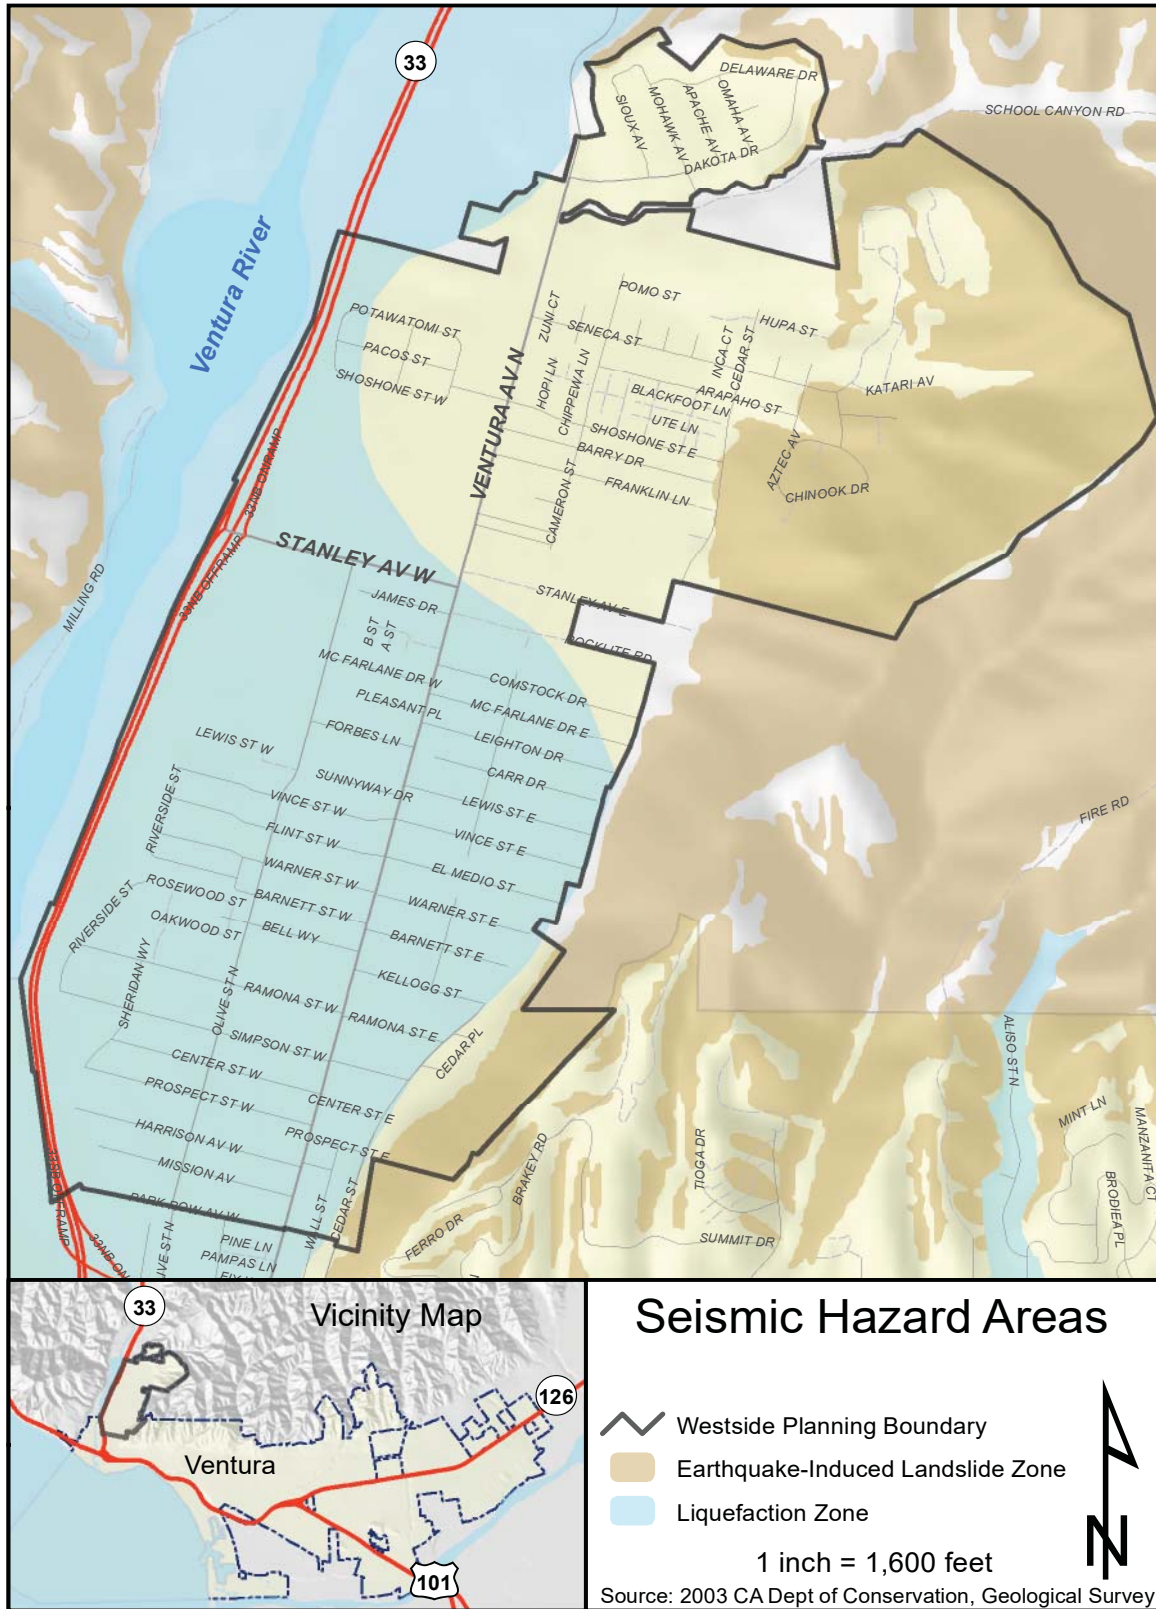 33
DELAWARE DR
SCHOOL CANYON RD
SIOUX AV
MOHAWK AV
APACHE AV
OMAHA AV
DAKOTA DR
Ventura River
POMO ST
POTAWATOMI ST
ZUNI CT
SENECA ST
HUPA ST
PACOS ST
INCA CT
CEDAR ST
SHOSHONE ST W
VENTURA AV N
HOPI LN
CHIPPEWA LN
KATARI AV
ARAPAHO ST
BLACKFOOT LN
UTE LN
SHOSHONE ST E
BARRY DR
AZTEC AV
FRANKLIN LN
CHINOOK DR
CAMERON ST
33NB ONRAMP
33NB OFFRAMP
STANLEY AV W
MILLING RD
STANLEY AV E
JAMES DR
B ST
A ST
ROCKLITE RD
MC FARLANE DR W
COMSTOCK DR
PLEASANT PL
MC FARLANE DR E
FORBES LN
LEIGHTON DR
LEWIS ST W
CARR DR
SUNNYWAY DR
LEWIS ST E
RIVERSIDE ST
VINCE ST W
VINCE ST E
FIRE RD
FLINT ST W
EL MEDIO ST
WARNER ST W
WARNER ST E
ROSEWOOD ST
BARNETT ST W
RIVERSIDE ST
OAKWOOD ST
BELL WY
BARNETT ST E
SHERIDAN WY
OLIVE ST N
KELLOGG ST
RAMONA ST W
RAMONA ST E
ALISO ST N
SIMPSON ST W
CEDAR PL
CENTER ST W
CENTER ST E
PROSPECT ST W
PROSPECT ST E
MINT LN
MANZANITA CT
HARRISON AV W
BRAKEY RD
TIOGA DR
MISSION AV
BRODIEA PL
PARK ROW AV W
WALL ST
CEDAR ST
FERRO DR
SUMMIT DR
33NB ON
PINE LN
PAMPAS LN
33
Vicinity Map
126
Ventura
101
Seismic Hazard Areas
Westside Planning Boundary
Earthquake-Induced Landslide Zone
Liquefaction Zone
N
1 inch = 1,600 feet
Source: 2003 CA Dept of Conservation, Geological Survey